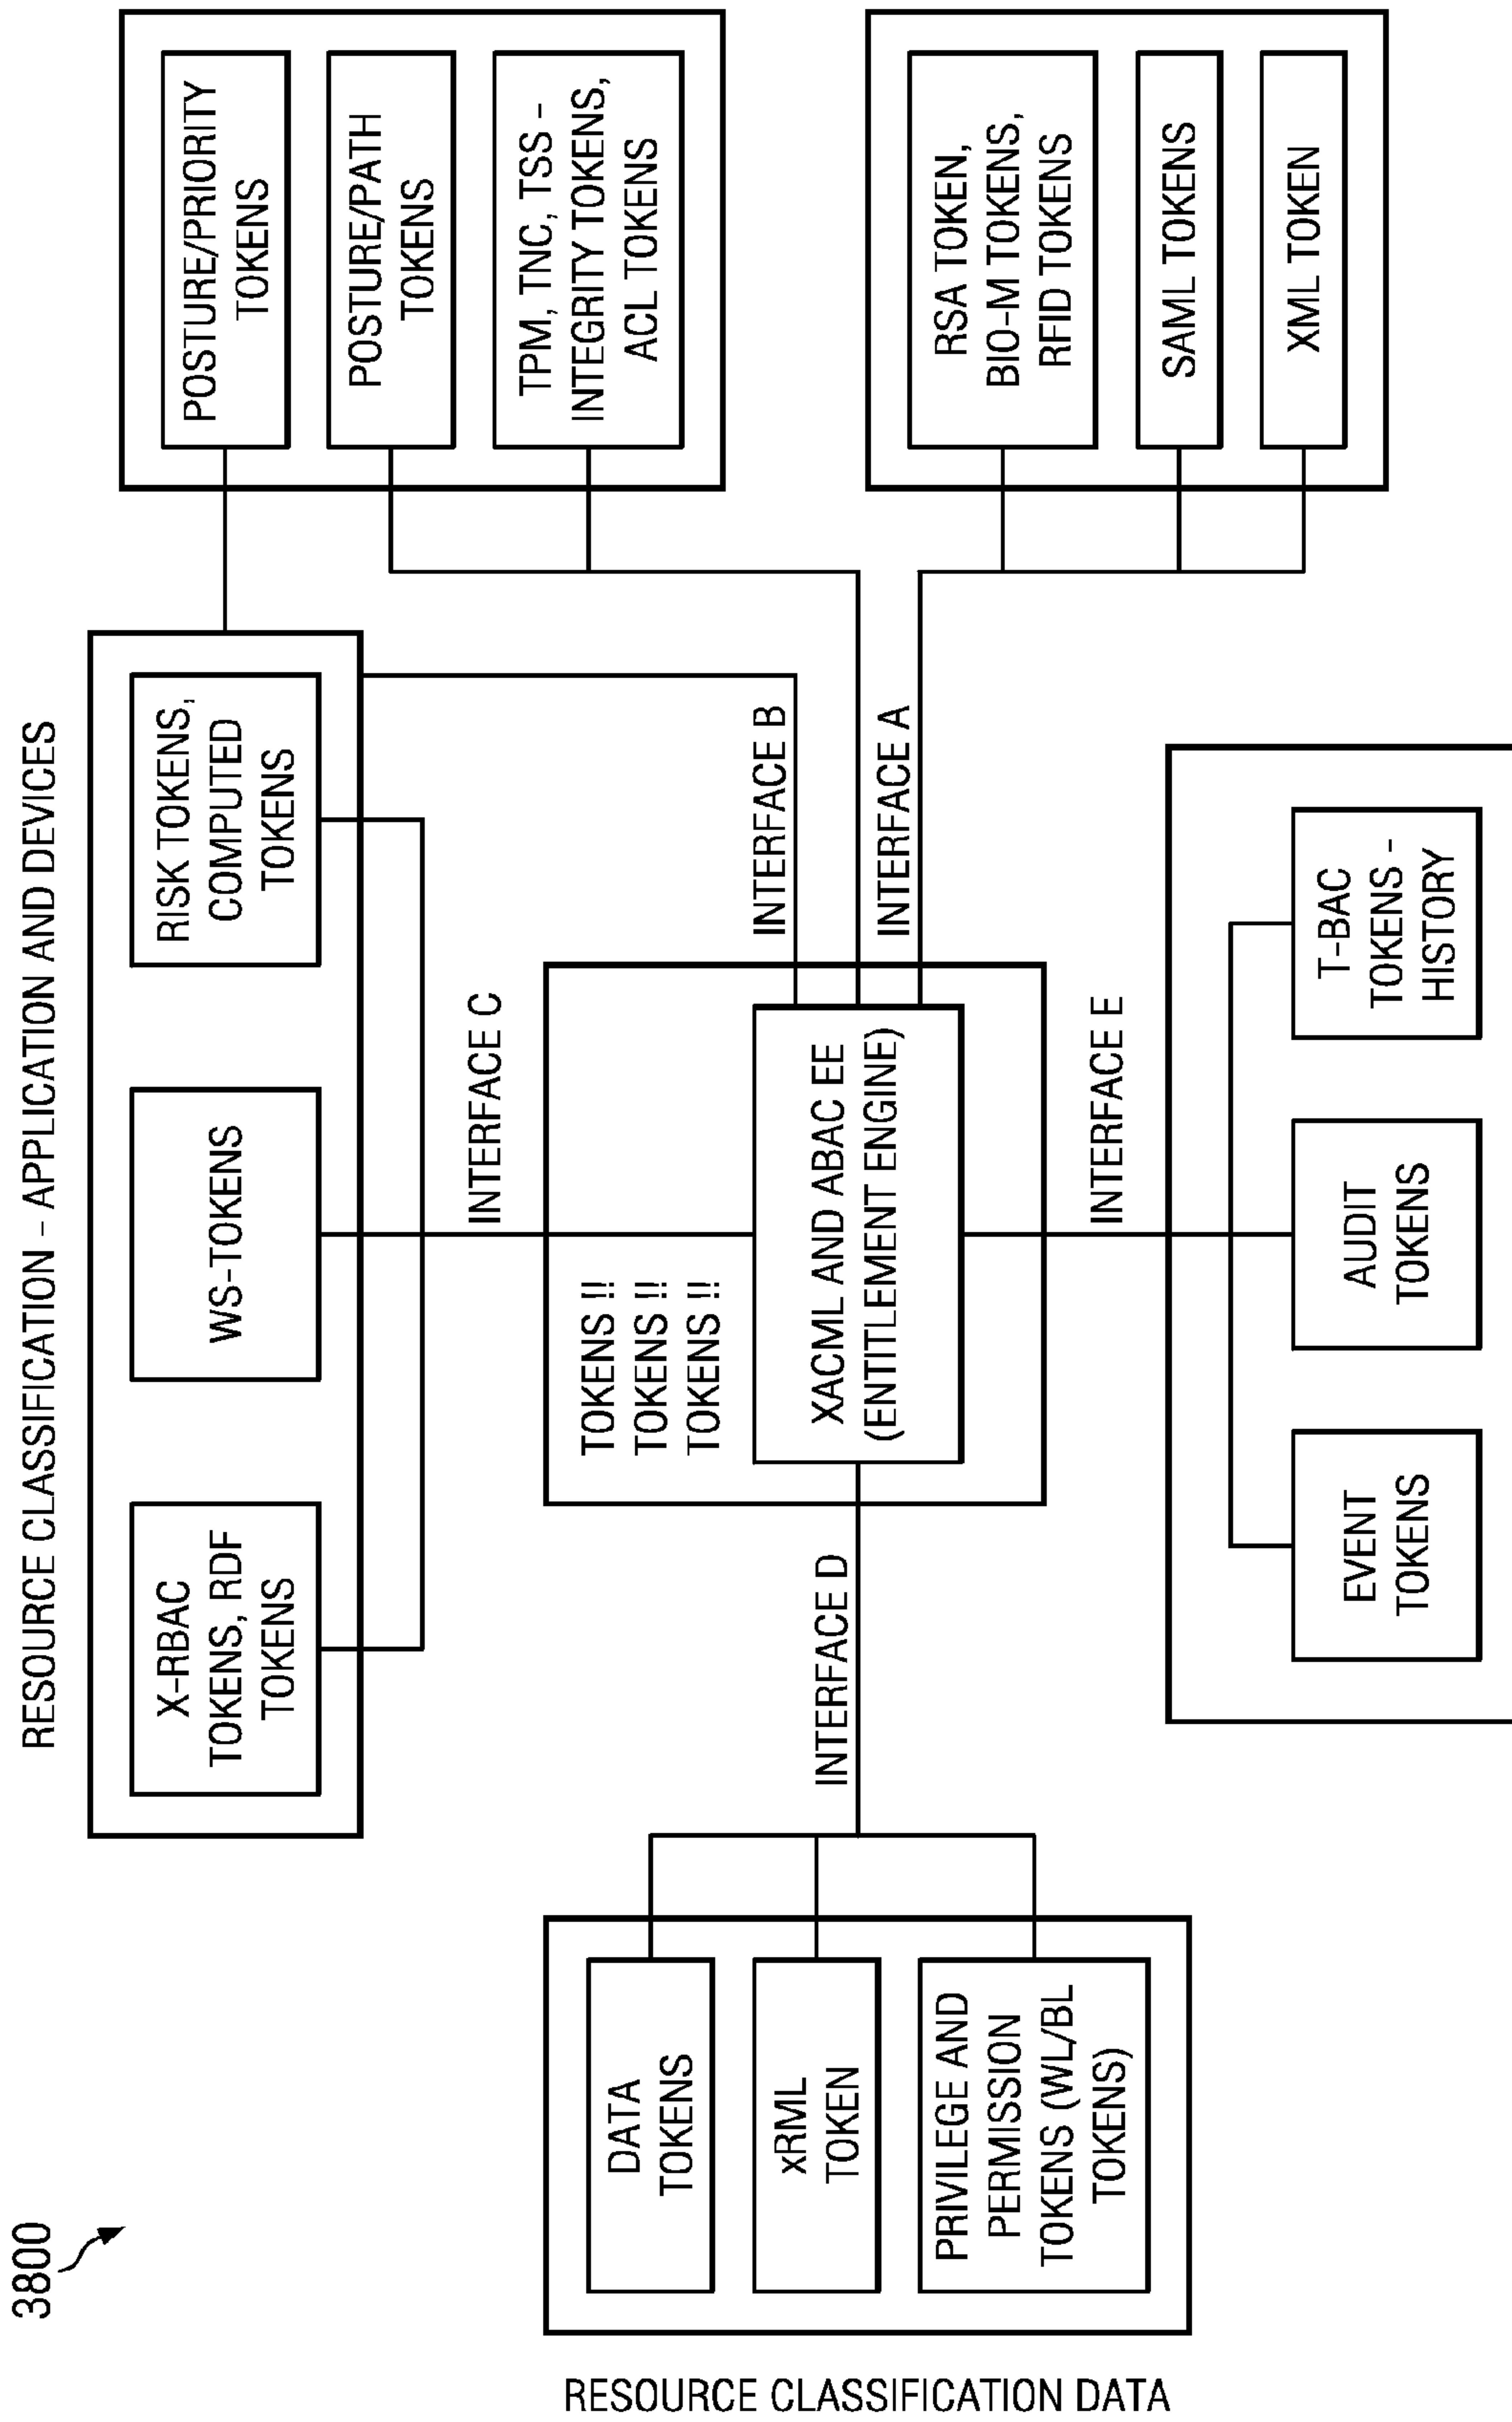 3800
RESOURCE CLASSIFICATION - APPLICATION AND DEVICES
X-RBAC
TOKENS, RDF
TOKENS
WS-TOKENS
RISK TOKENS,
COMPUTED
TOKENS
POSTURE/PRIORITY
TOKENS
POSTURE/PATH
TOKENS
TPM, TNC, TSS -
INTEGRITY TOKENS,
ACL TOKENS
INTERFACE C
INTERFACE B
INTERFACE A
TOKENS !!
TOKENS !!
TOKENS !!
XACML AND ABAC EE
(ENTITLEMENT ENGINE)
INTERFACE D
INTERFACE E
RESOURCE CLASSIFICATION DATA
DATA
TOKENS
xRML
TOKEN
PRIVILEGE AND
PERMISSION
TOKENS (WL/BL
TOKENS)
RSA TOKEN,
BIO-M TOKENS,
RFID TOKENS
SAML TOKENS
XML TOKEN
EVENT
TOKENS
AUDIT
TOKENS
T-BAC
TOKENS -
HISTORY